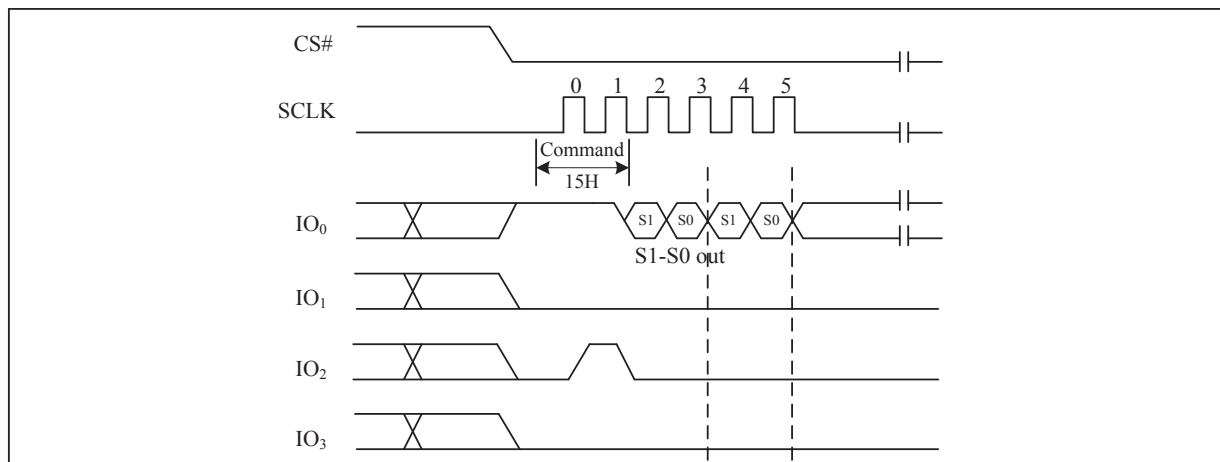 CS#
0 1 2 3 4 5
SCLK
Command
15H
IO0
S1 S0 S1 S0
S1-S0 out
IO1
IO2
IO3